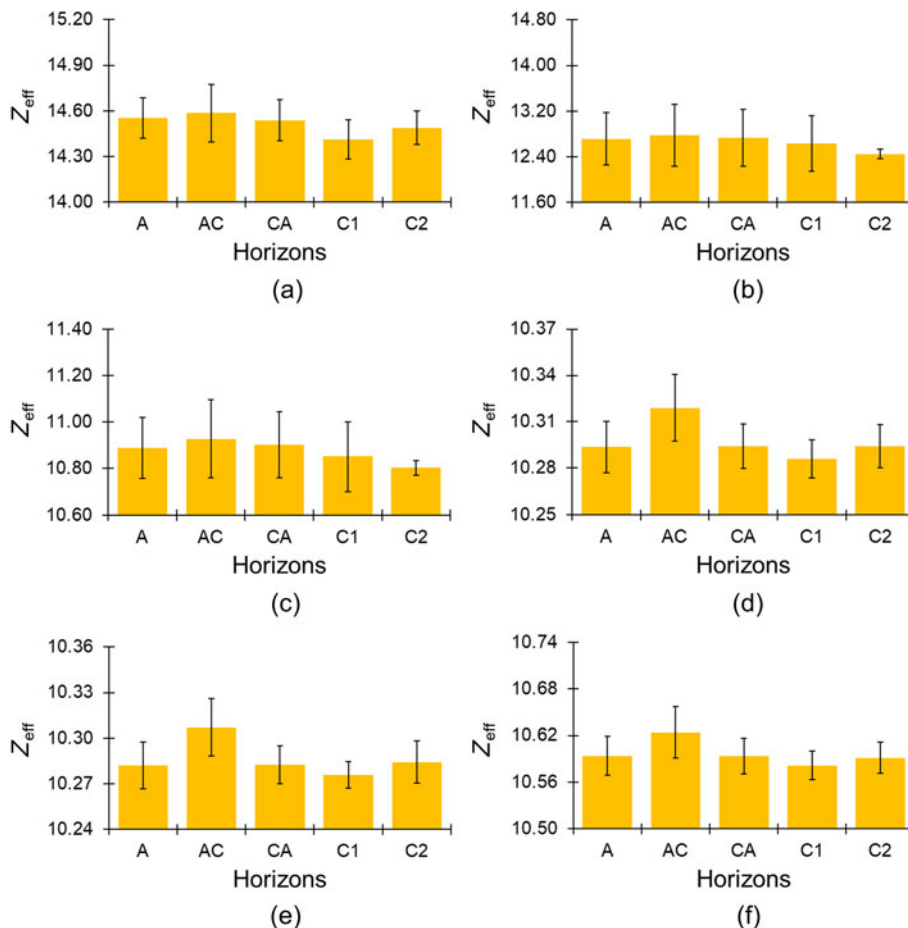 15.20
14.90
14.60
14.30
14.00
Zeff
A AC CA C1 C2
Horizons
(a)
14.80
14.00
13.20
12.40
11.60
Zeff
A AC CA C1 C2
Horizons
(b)
11.40
11.20
11.00
10.80
10.60
Zeff
A AC CA C1 C2
Horizons
(c)
10.37
10.34
10.31
10.28
10.25
Zeff
A AC CA C1 C2
Horizons
(d)
10.36
10.33
10.30
10.27
10.24
Zeff
A AC CA C1 C2
Horizons
(e)
10.74
10.68
10.62
10.56
10.50
Zeff
A AC CA C1 C2
Horizons
(f)